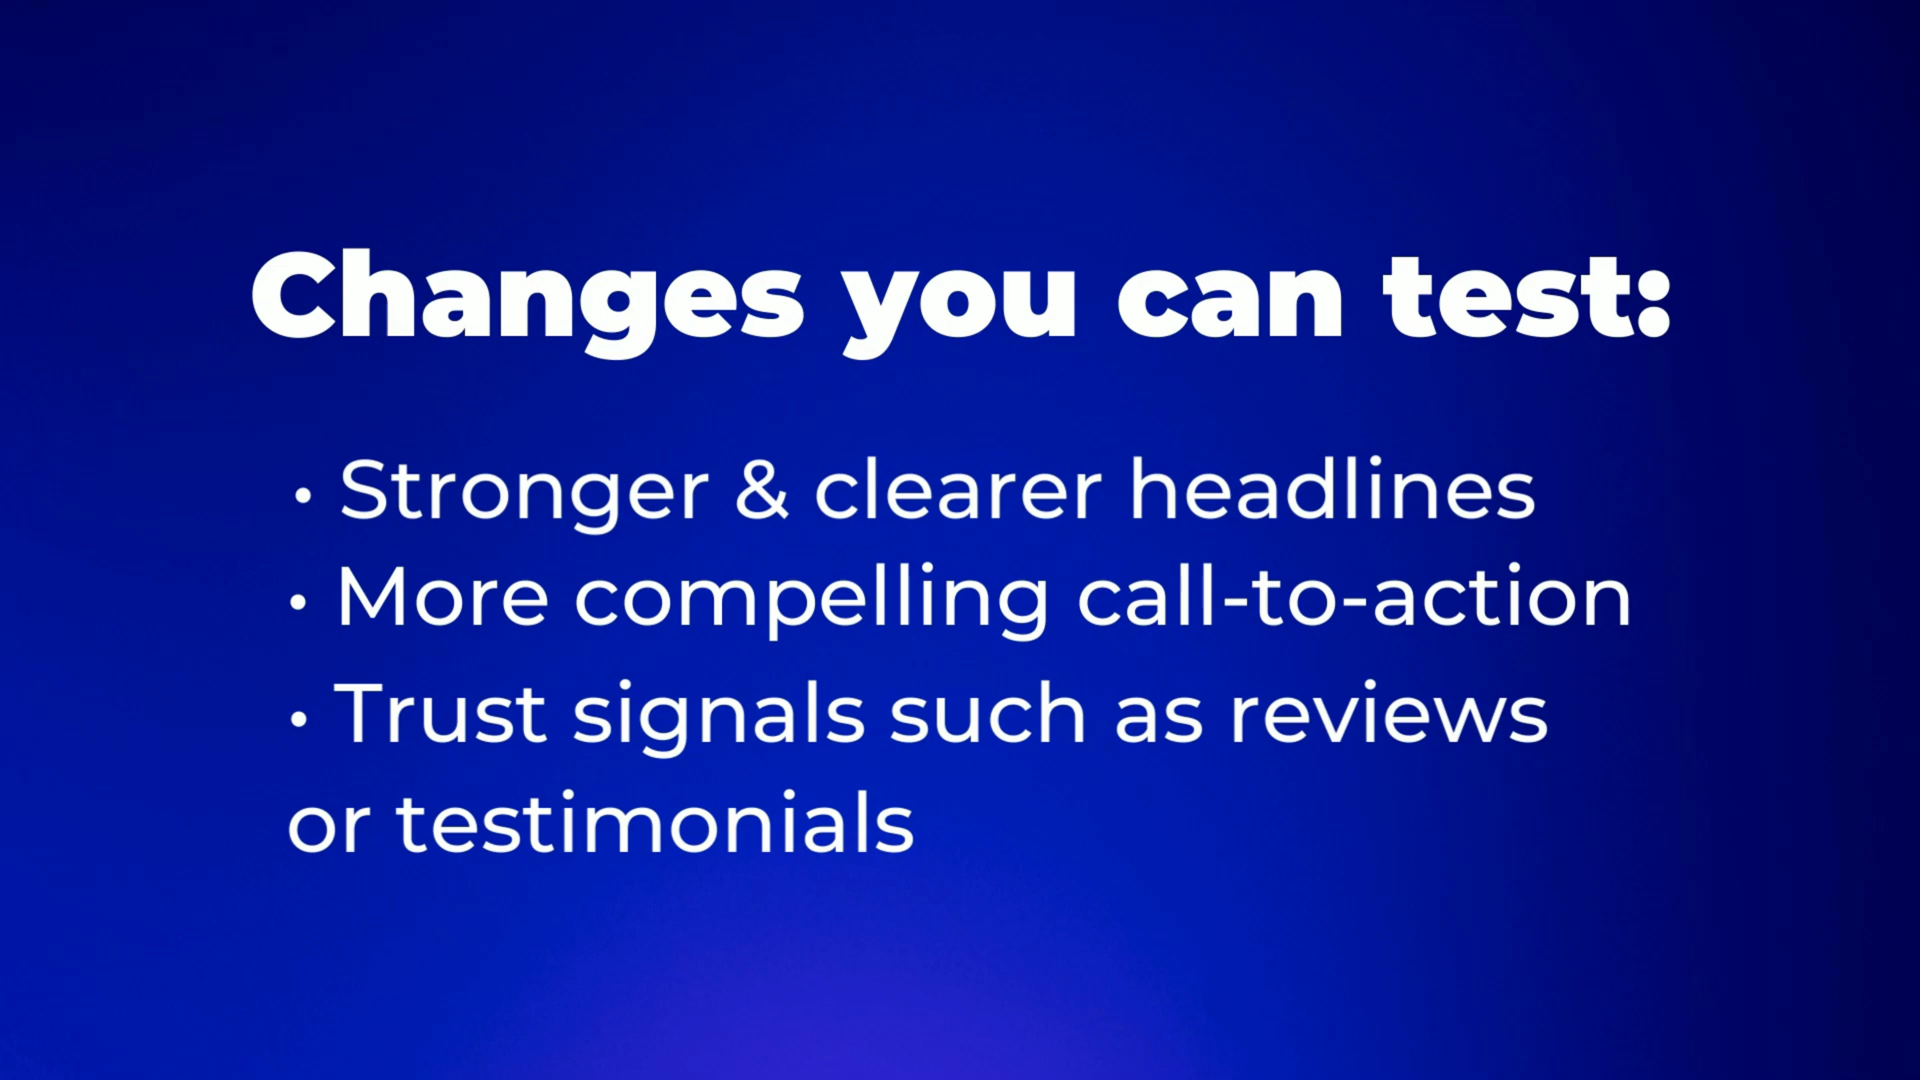 Changes you can test:
• Stronger & clearer headlines
• More compelling call-to-action
• Trust signals such as reviews
or testimonials